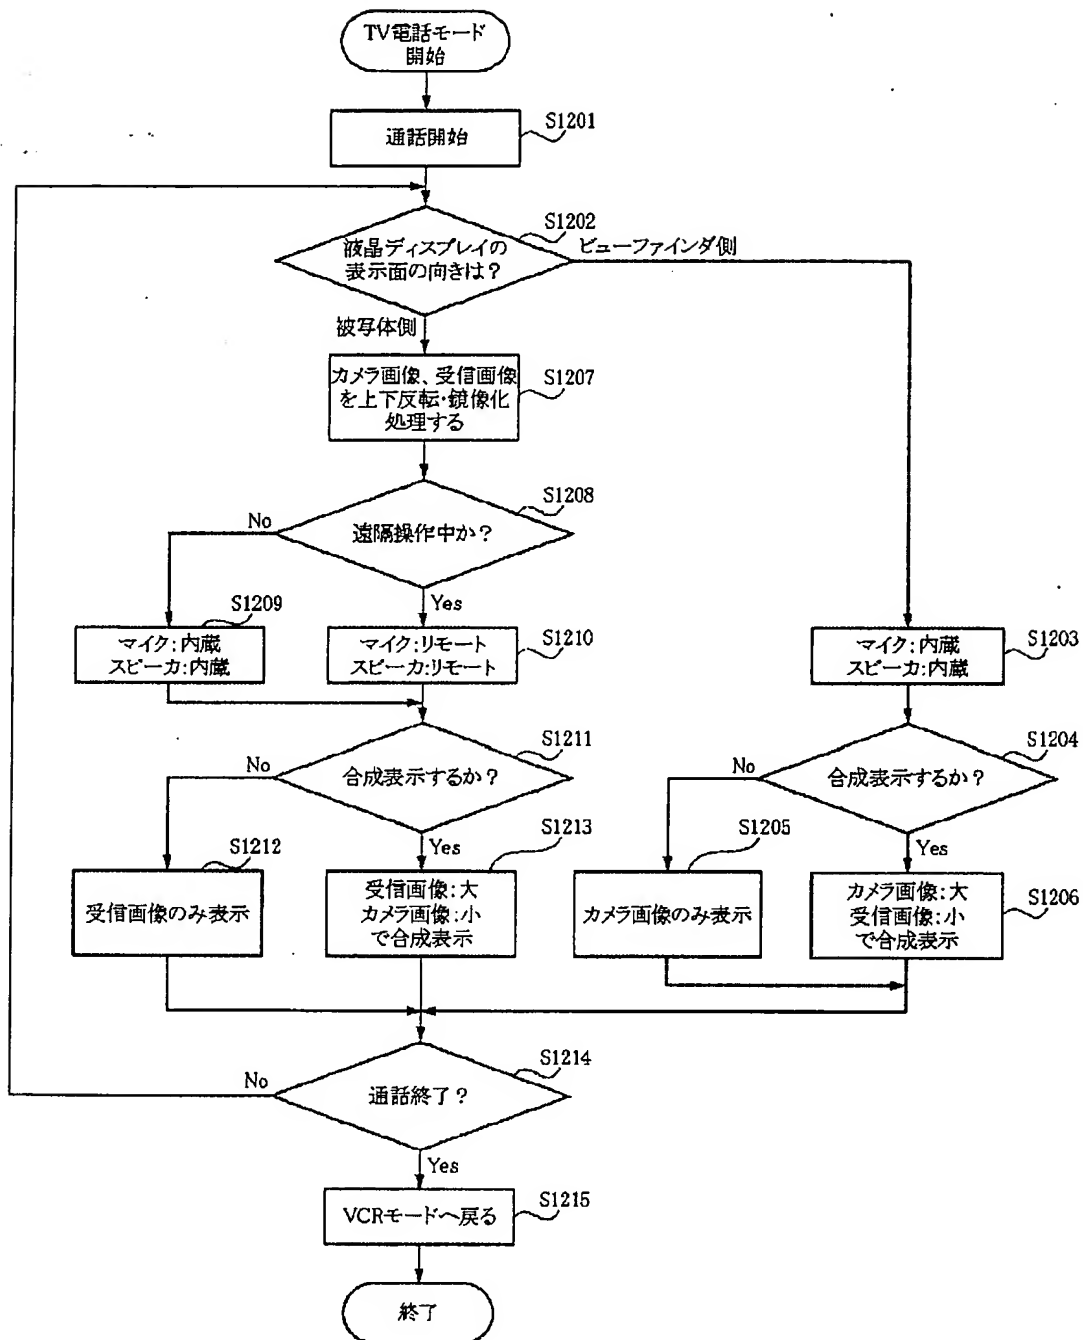 TV電話モード
開始
S1201
通話開始
S1202
液晶ディスプレイの
表示面の向きは?
ビューファインダ側
被写体側
S1207
カメラ画像、受信画像
を上下反転・鏡像化
処理する
S1208
No
遠隔操作中か?
Yes
S1209
マイク:内蔵
スピーカ:内蔵
S1210
マイク:リモート
スピーカ:リモート
S1203
マイク:内蔵
スピーカ:内蔵
S1211
No
合成表示するか?
Yes
S1204
No
合成表示するか?
Yes
S1212
受信画像のみ表示
S1213
受信画像:大
カメラ画像:小
で合成表示
S1205
カメラ画像のみ表示
S1206
カメラ画像:大
受信画像:小
で合成表示
S1214
No
通話終了?
Yes
S1215
VCRモードへ戻る
終了